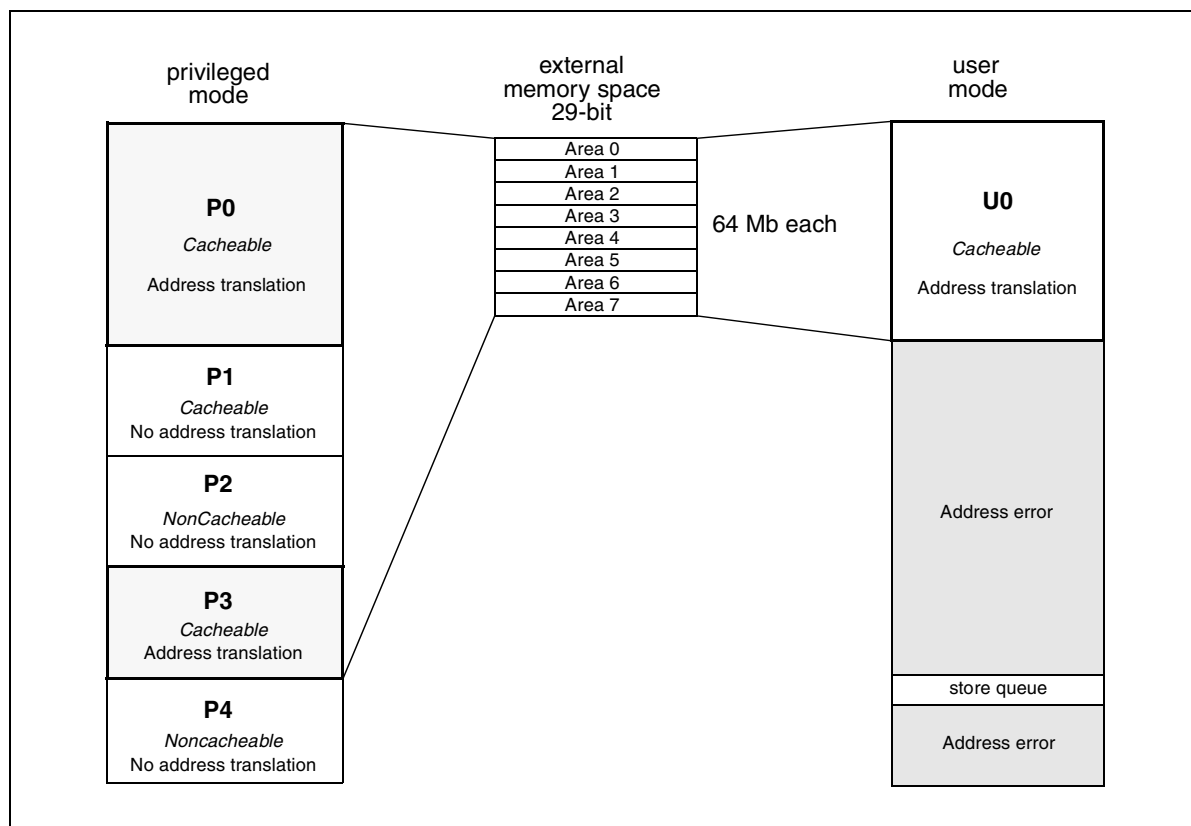 privileged
mode
P0
Cacheable
Address translation
P1
Cacheable
No address translation
P2
NonCacheable
No address translation
P3
Cacheable
Address translation
P4
Noncacheable
No address translation
external
memory space
29-bit
Area 0
Area 1
Area 2
Area 3
Area 4
Area 5
Area 6
Area 7
64 Mb each
user
mode
U0
Cacheable
Address translation
Address error
store queue
Address error